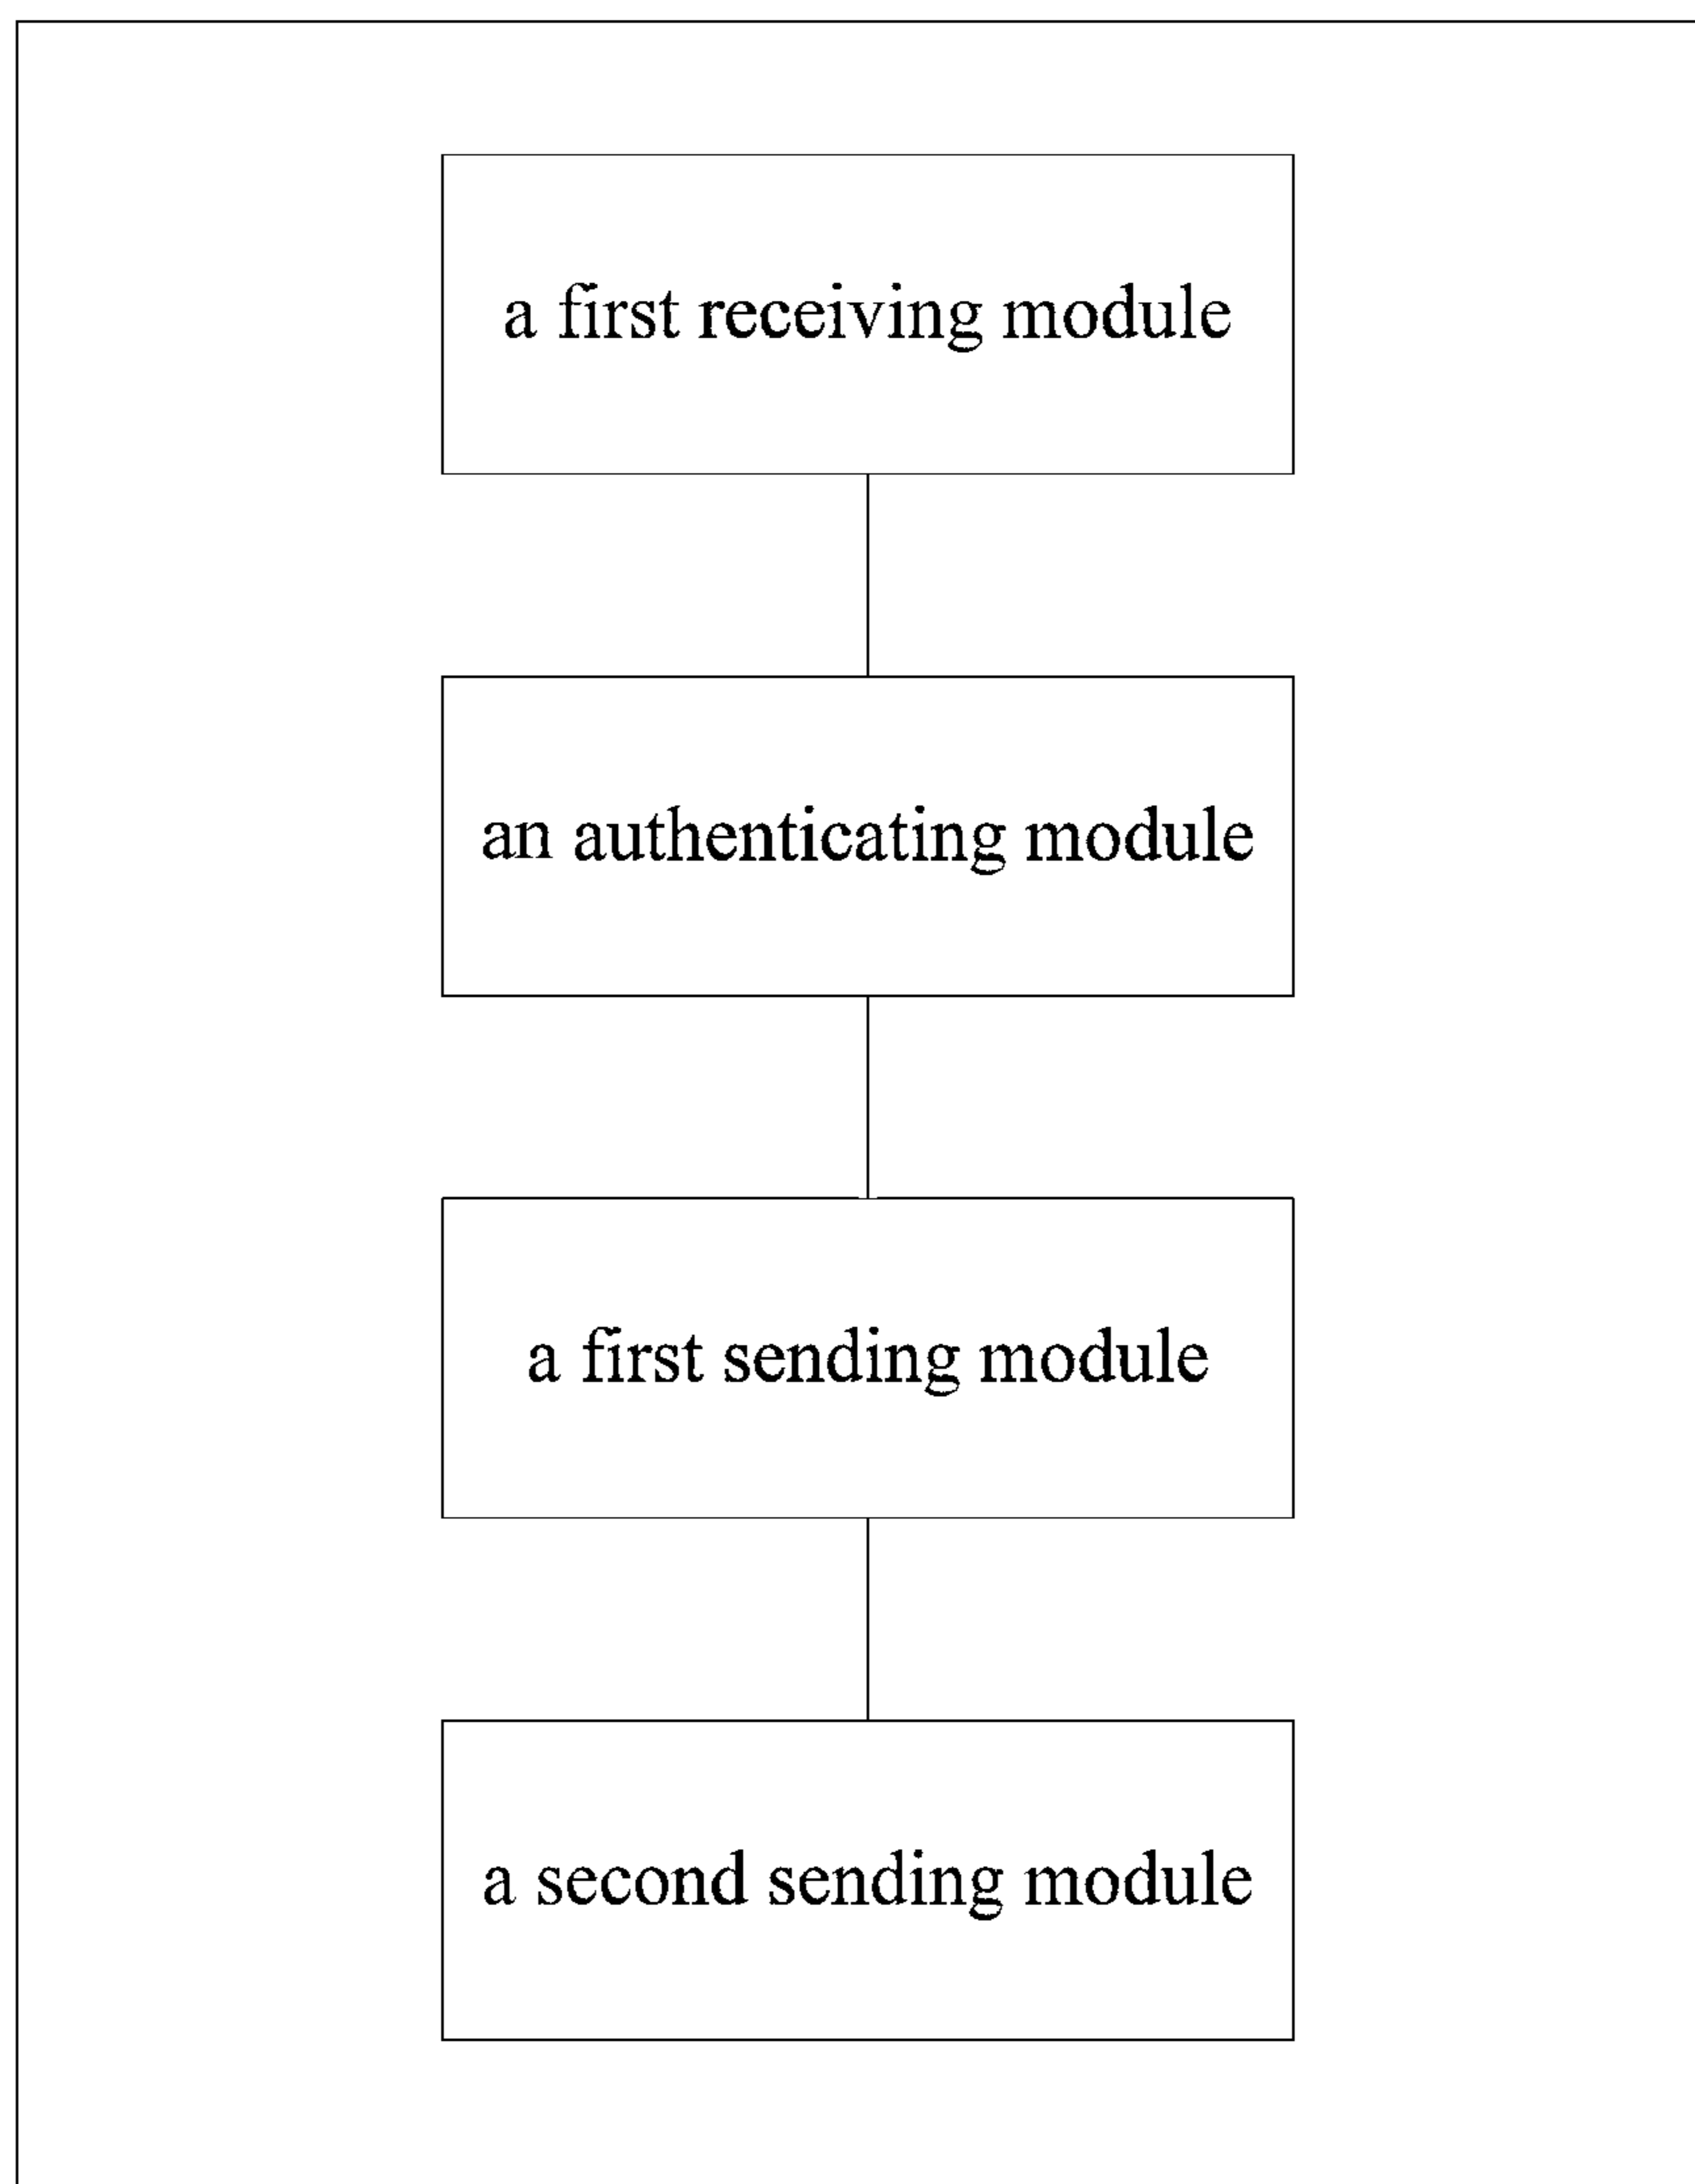 a first receiving module
an authenticating module
a first sending module
a second sending module